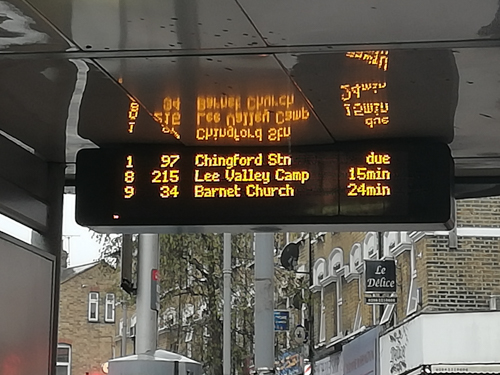 1 97 Chingford Stn due
8 215 Lee Valley Camp 15min
9 34 Barnet Church 24min
Le
Délice